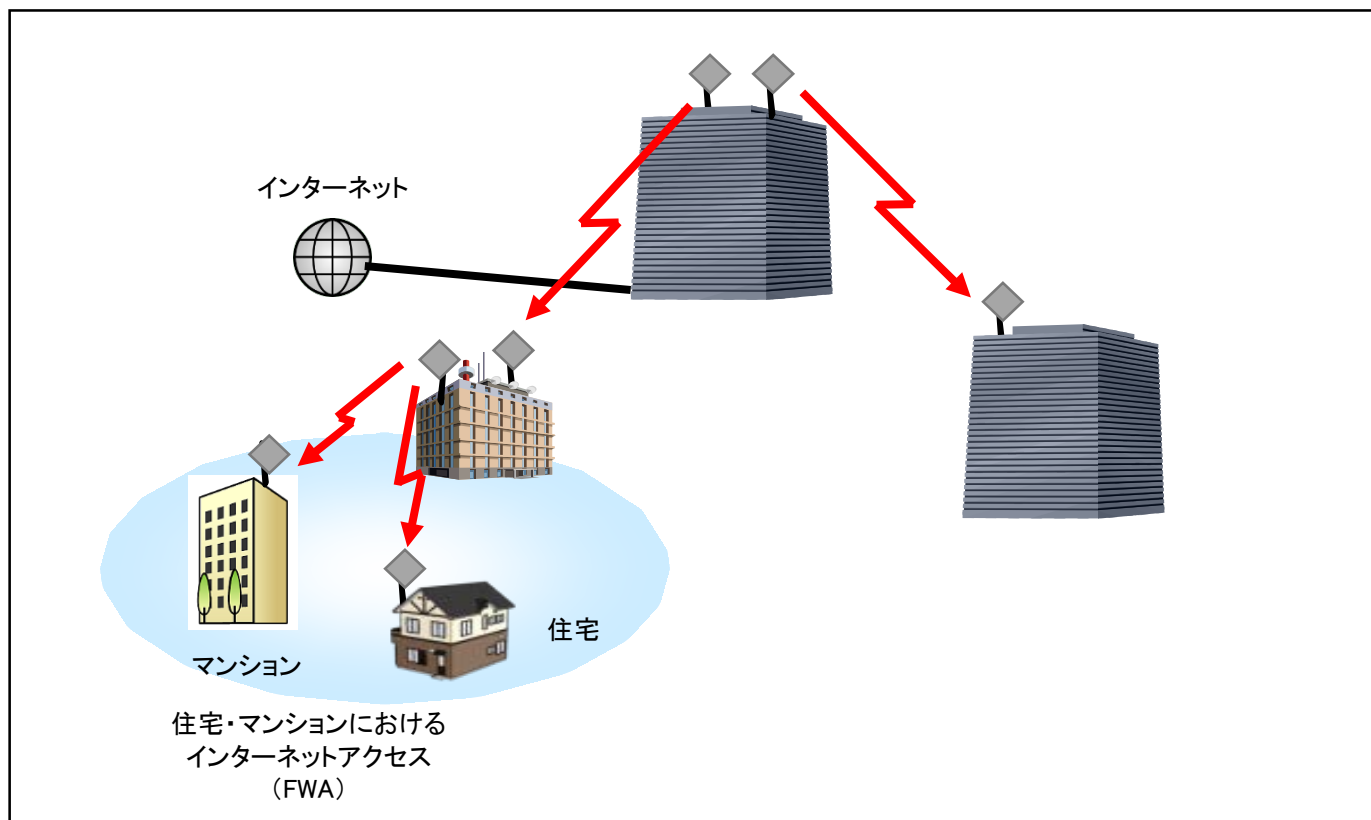 インターネット
住宅
マンション
住宅・マンションにおける
インターネットアクセス
（FWA）